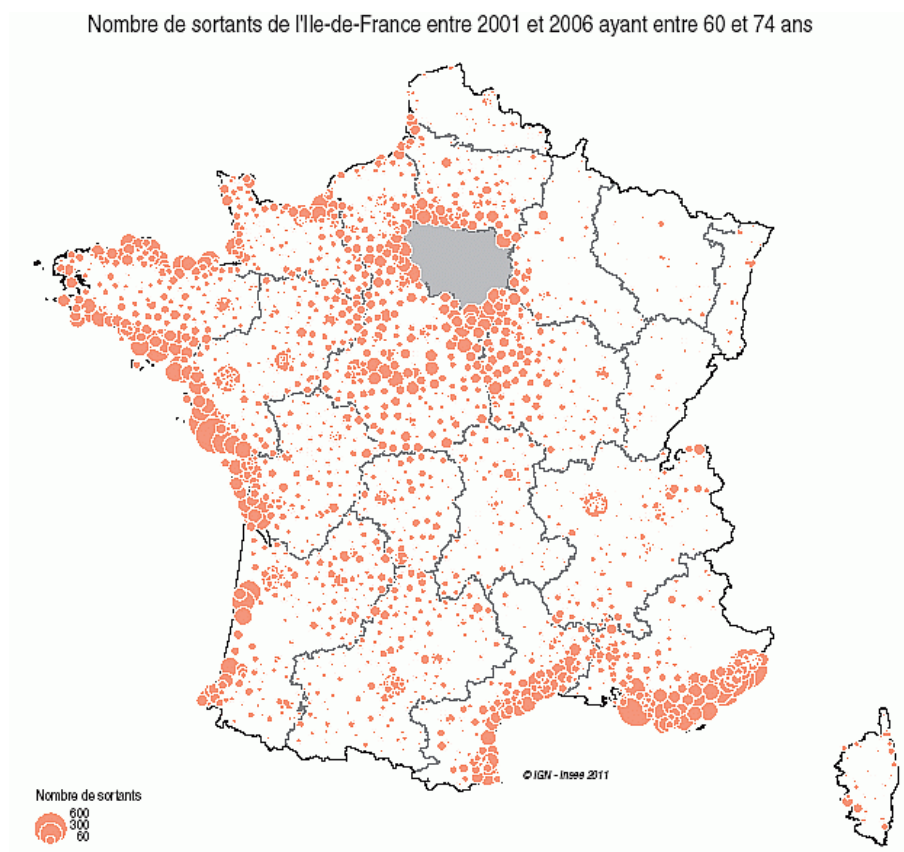 Nombre de sortants de l'Ile-de-France entre 2001 et 2006 ayant entre 60 et 74 ans
© IGN - Insee 2011
Nombre de sortants
600
300
60